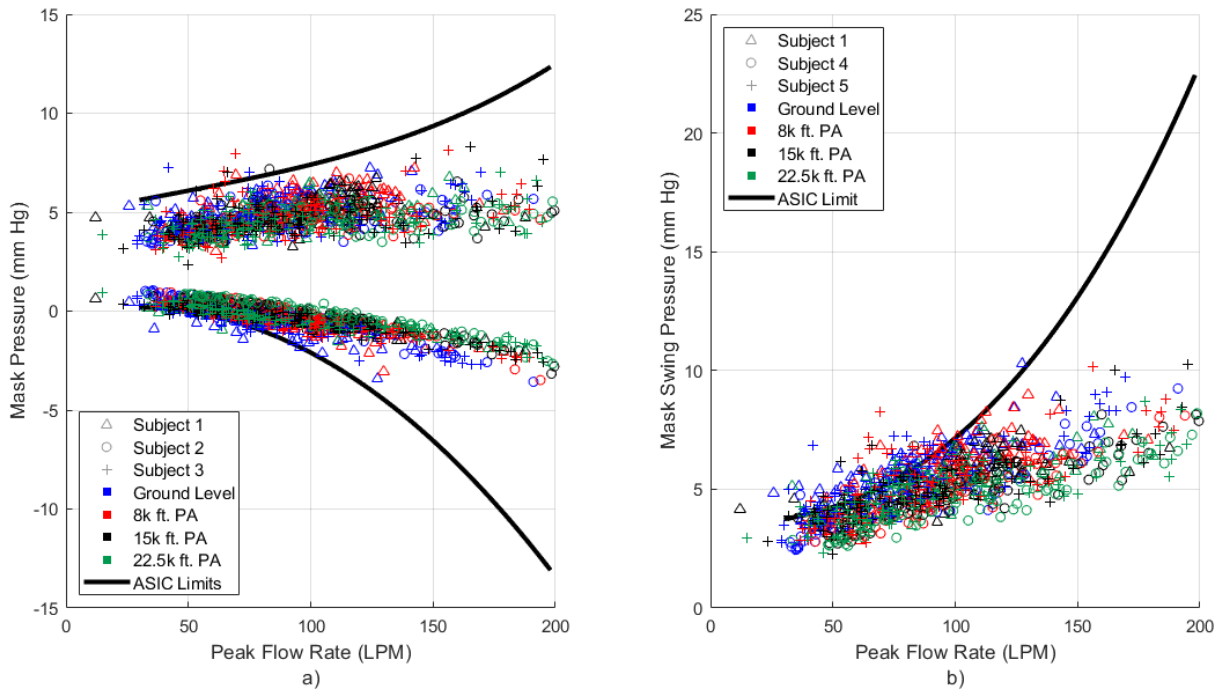 15
10
5
0
-5
-10
-15
Mask Pressure (mm Hg)
Subject 1
Subject 2
Subject 3
Ground Level
8k ft. PA
15k ft. PA
22.5k ft. PA
ASIC Limits
0
50
100
150
200
Peak Flow Rate (LPM)
a)
25
20
15
10
5
0
Mask Swing Pressure (mm Hg)
Subject 1
Subject 4
Subject 5
Ground Level
8k ft. PA
15k ft. PA
22.5k ft. PA
ASIC Limit
0
50
100
150
200
Peak Flow Rate (LPM)
b)